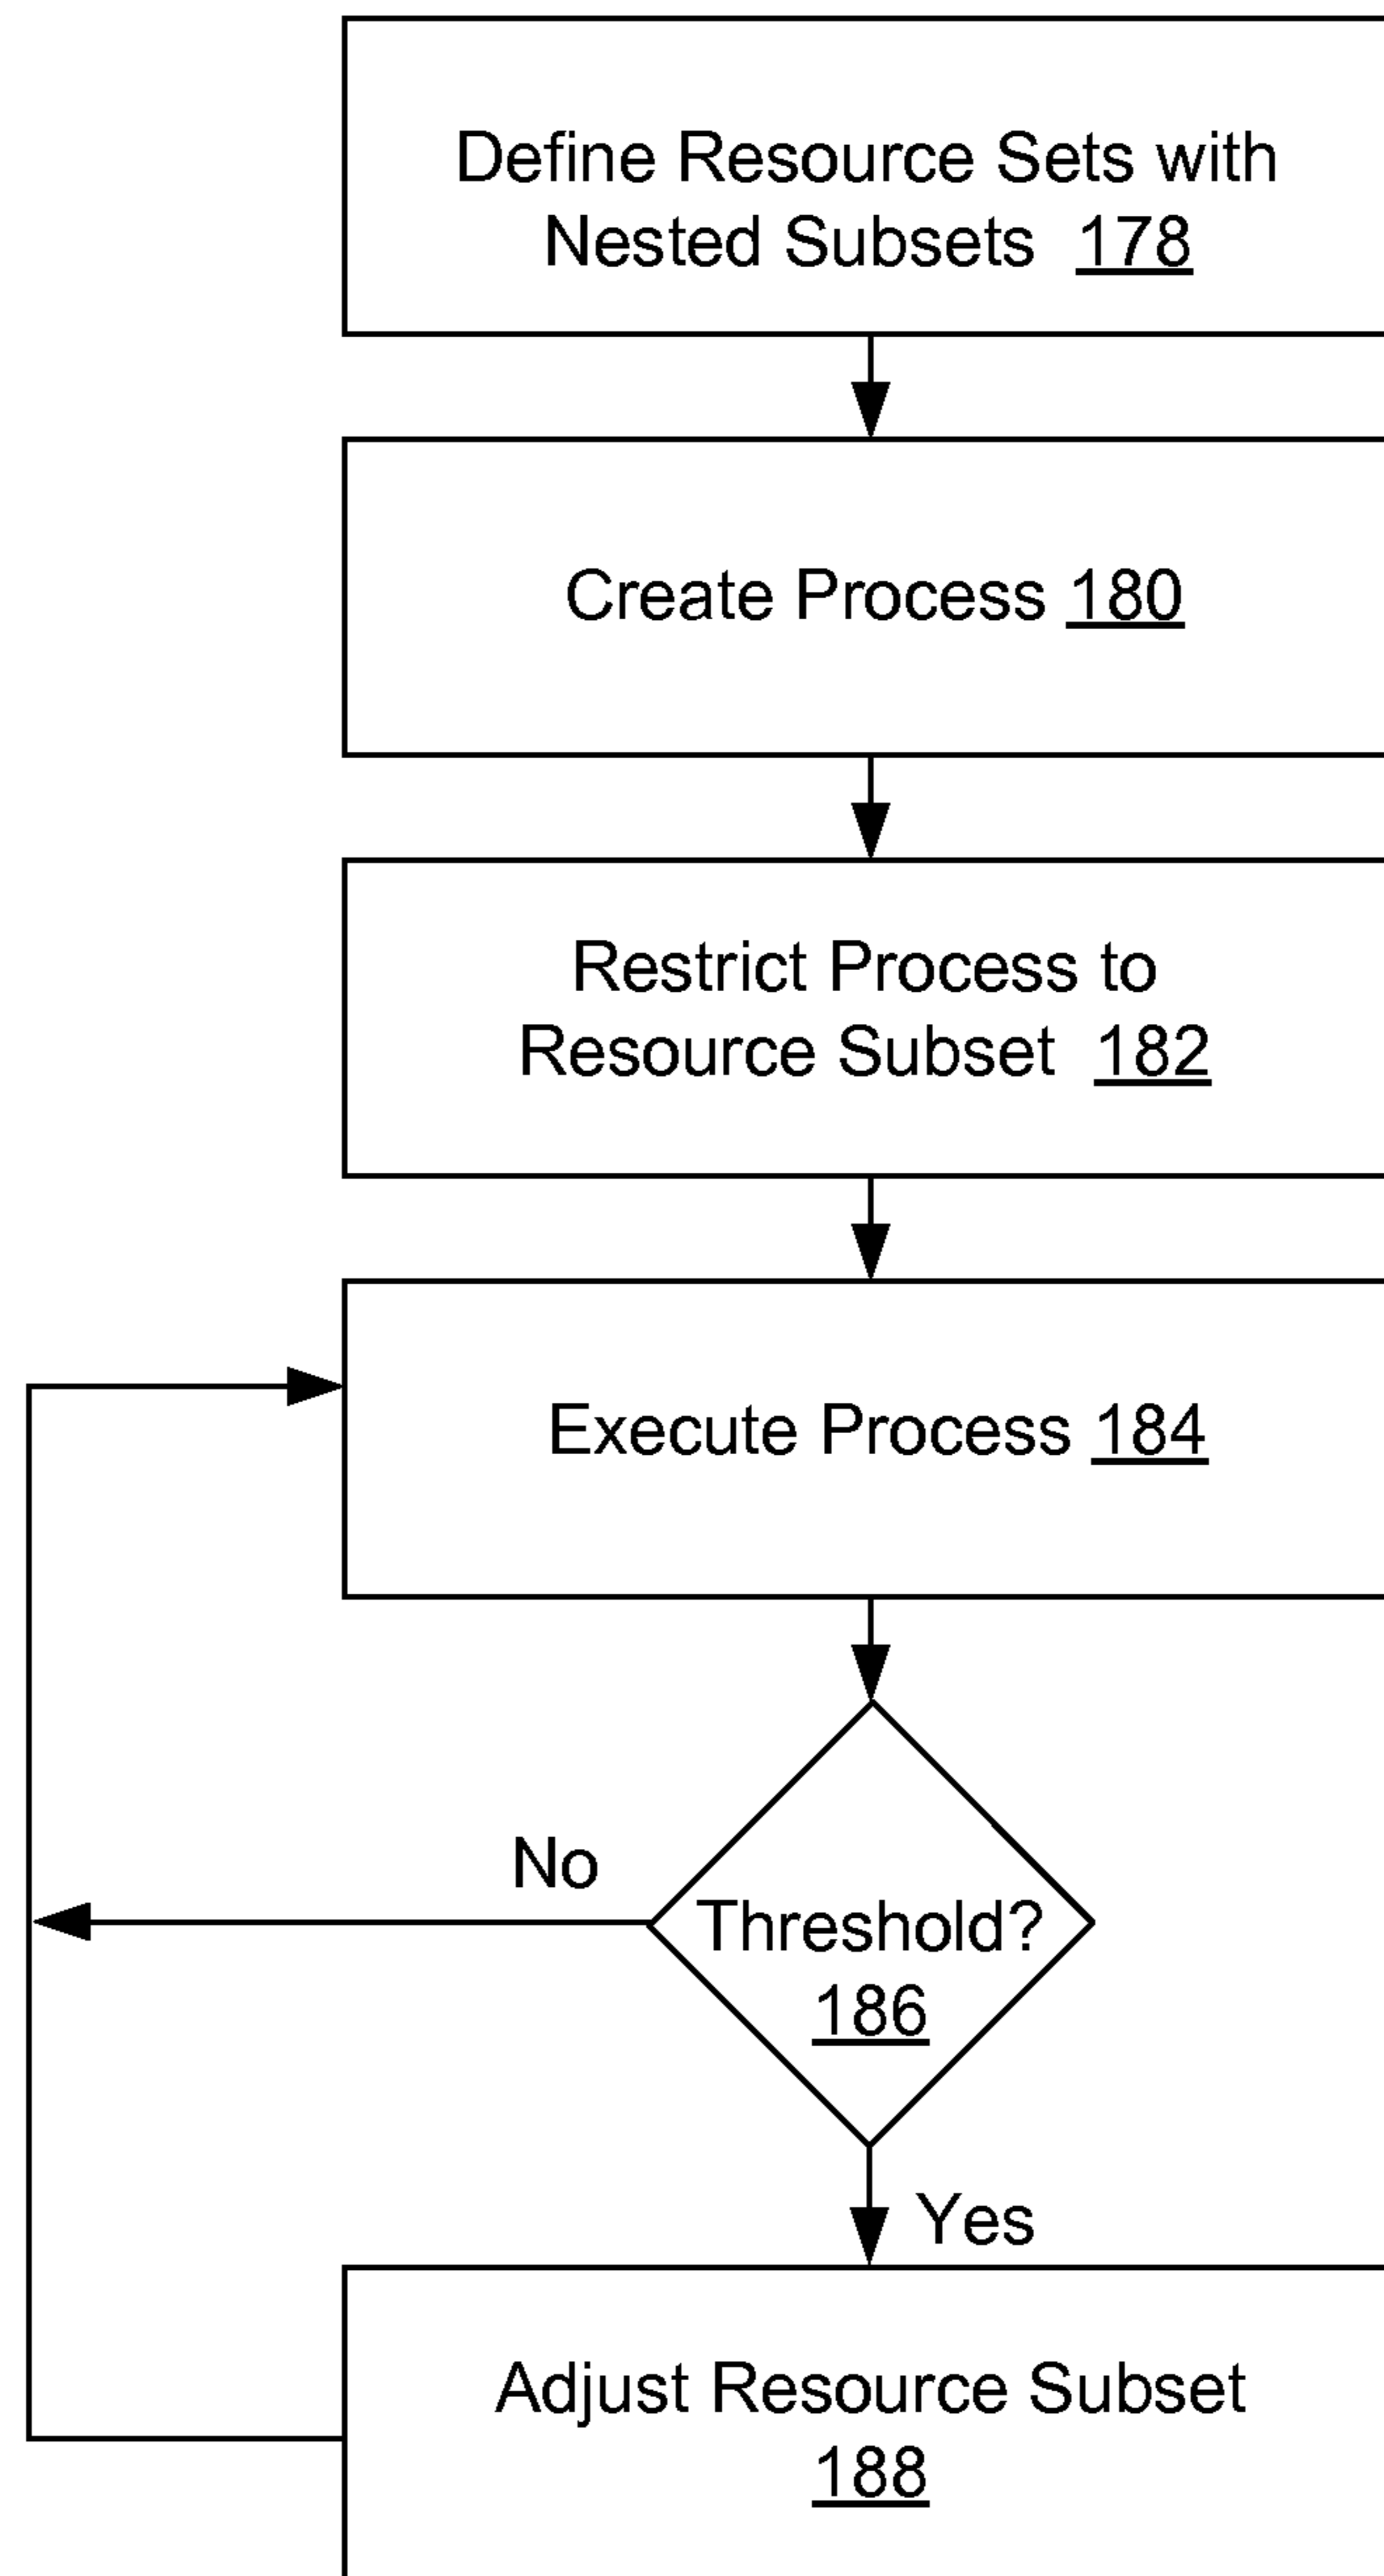 Define Resource Sets with
Nested Subsets 178
Create Process 180
Restrict Process to
Resource Subset 182
Execute Process 184
No
Threshold?
186
Yes
Adjust Resource Subset
188